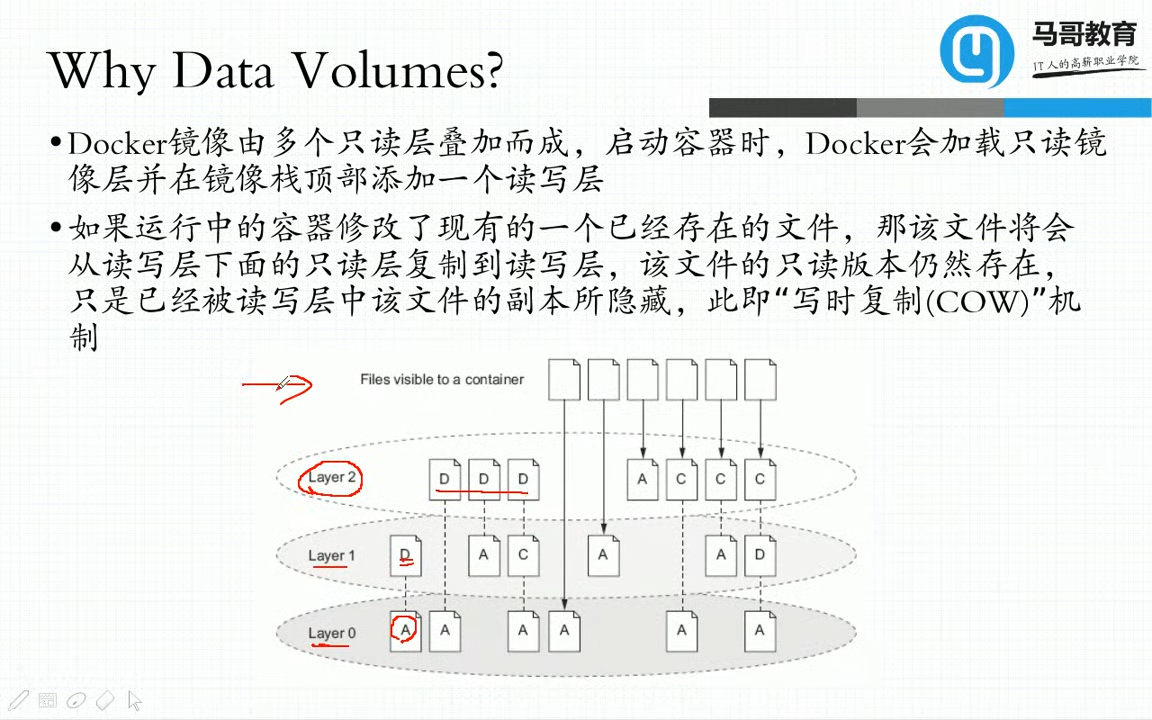 马哥教育
IT人的高薪职业学院
Why Data Volumes?
•Docker镜像由多个只读层叠加而成，启动容器时，Docker会加载只读镜
像层并在镜像栈顶部添加一个读写层
•如果运行中的容器修改了现有的一个已经存在的文件，那该文件将会
从读写层下面的只读层复制到读写层，该文件的只读版本仍然存在，
只是已经被读写层中该文件的副本所隐藏，此即“写时复制(COW)”机
制
Files visible to a container
Layer 2 D D D A C C C
Layer 1 D A C A A D
Layer 0 A A A A A A